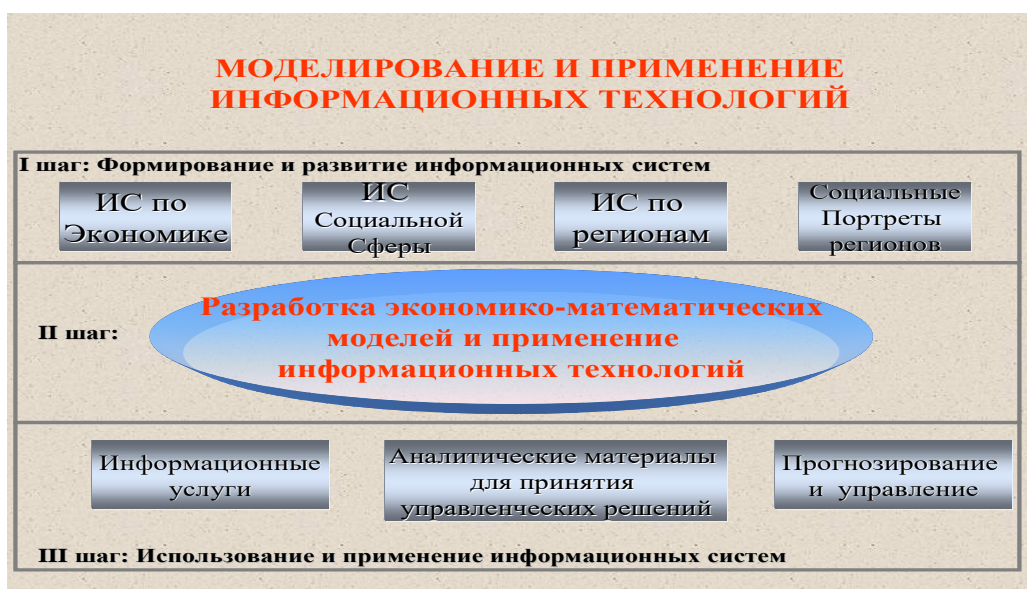 МОДЕЛИРОВАНИЕ И ПРИМЕНЕНИЕ
ИНФОРМАЦИОННЫХ ТЕХНОЛОГИЙ
I шаг: Формирование и развитие информационных систем
ИС по
Экономике
ИС
Социальной
Сферы
ИС по
регионам
Социальные
Портреты
регионов
II шаг:
Разработка экономико-математических
моделей и применение
информационных технологий
Информационные
услуги
Аналитические материалы
для принятия
управленческих решений
Прогнозирование
и управление
III шаг: Использование и применение информационных систем